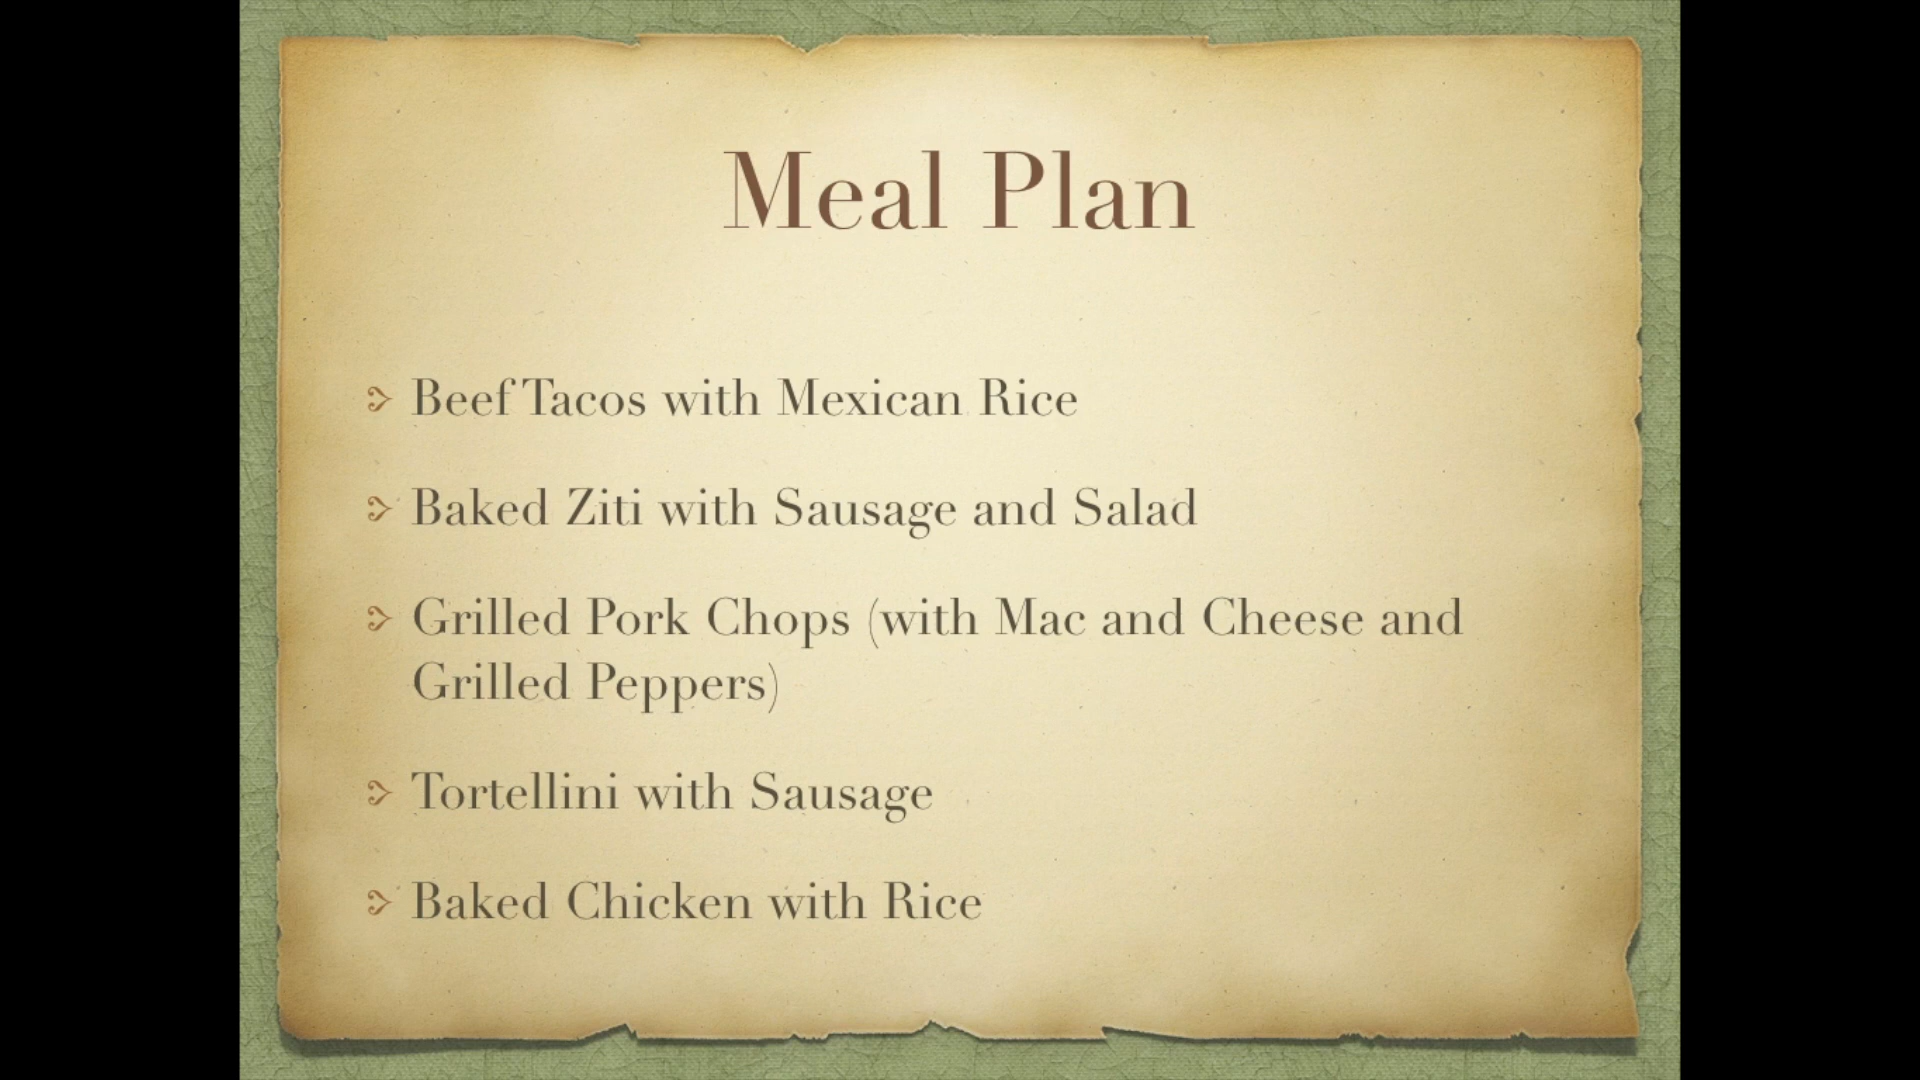 Meal Plan
Beef Tacos with Mexican Rice
Baked Ziti with Sausage and Salad
Grilled Pork Chops (with Mac and Cheese and
Grilled Peppers)
Tortellini with Sausage
Baked Chicken with Rice